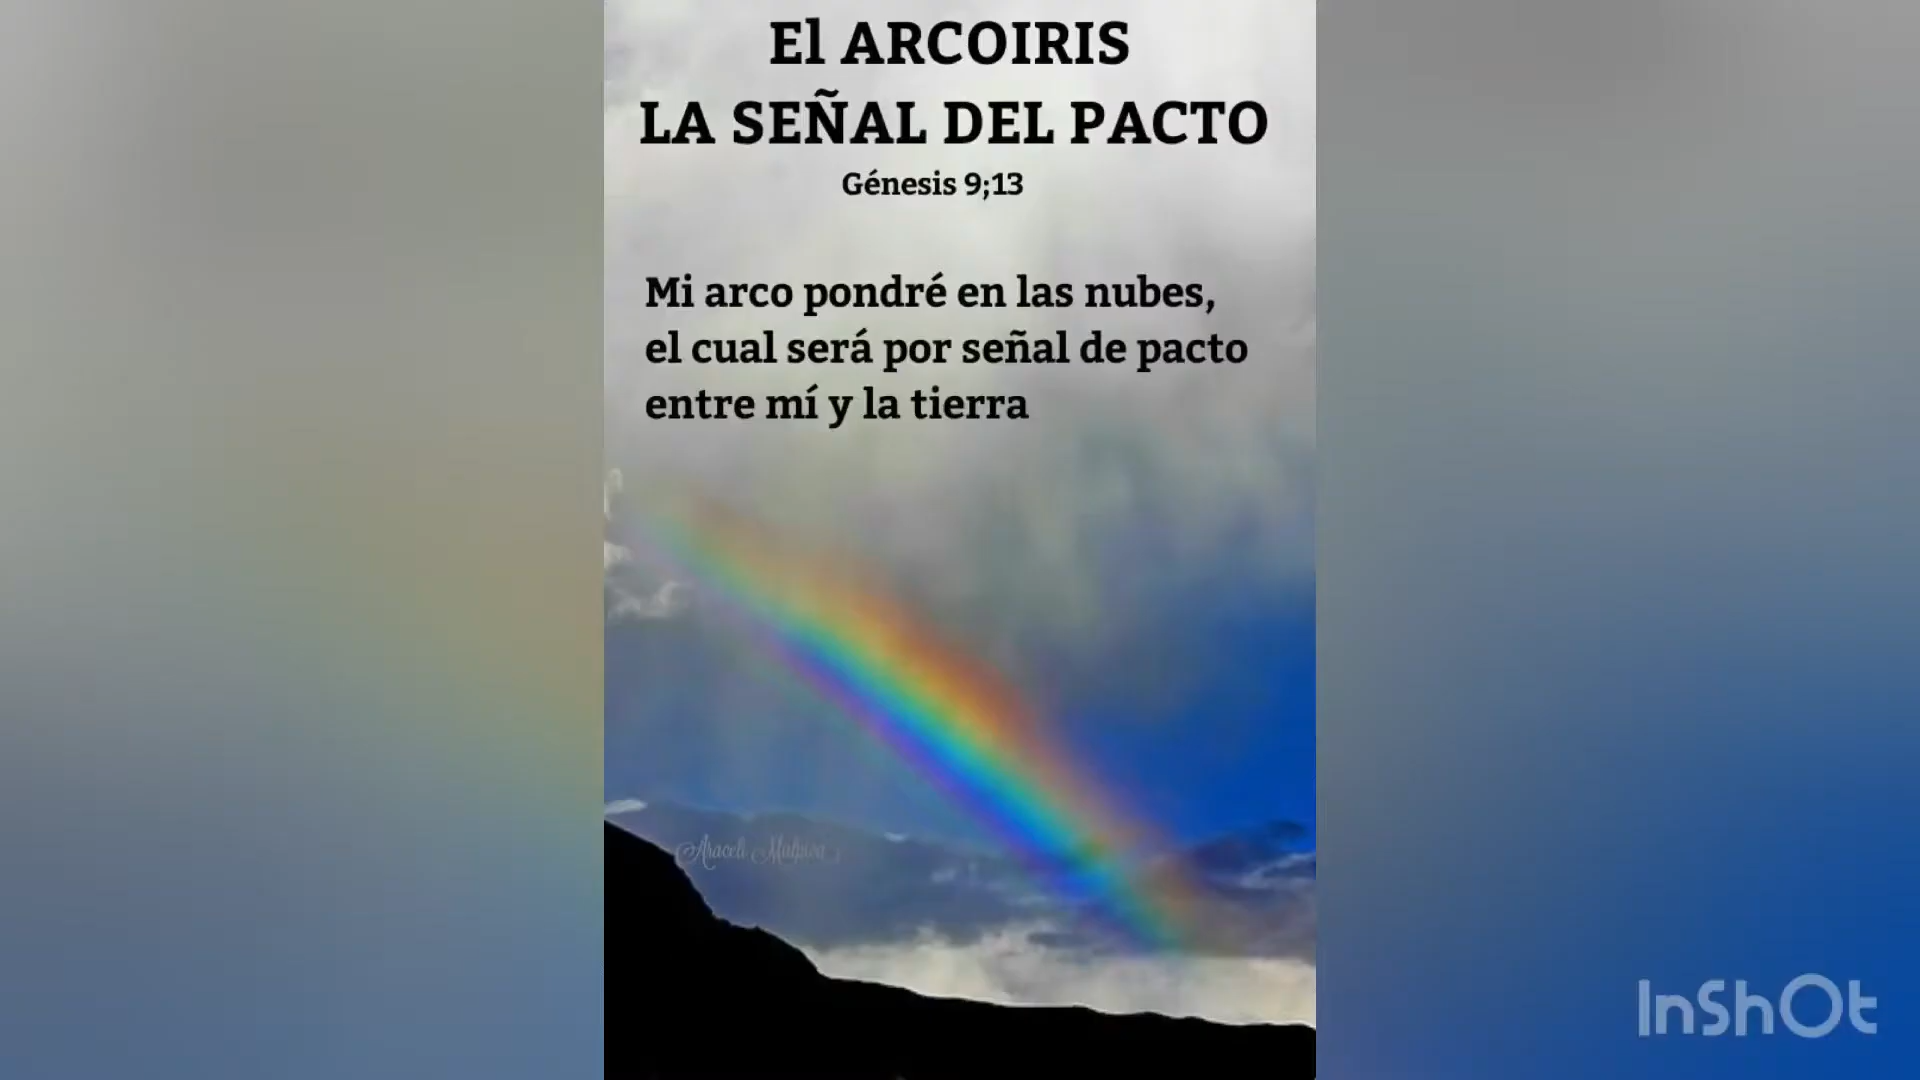 El ARCOIRIS
LA SEÑAL DEL PACTO
Génesis 9;13
Mi arco pondré en las nubes,
el cual será por señal de pacto
entre mí y la tierra
Araceli
InShOt